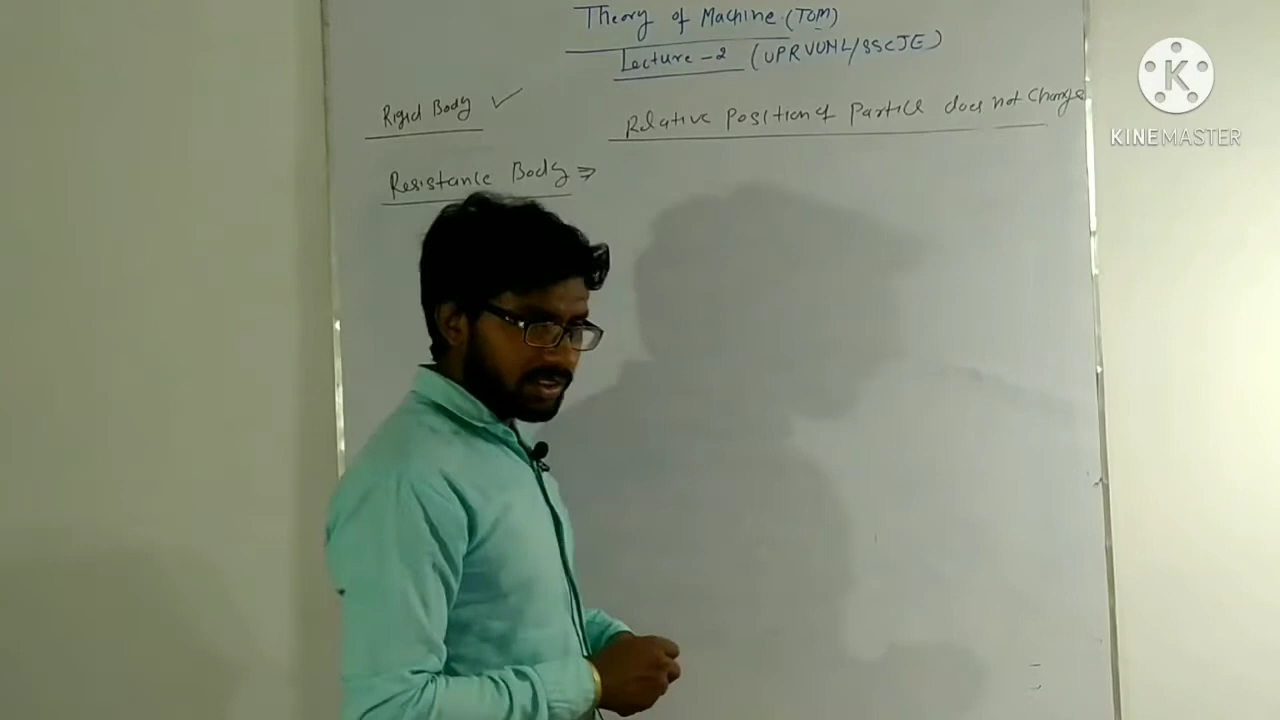 Theory of Machine (TOM)
Lecture - 2 (UPRVUNL/SSCJE)
Rigid Body ✓ Relative Position of Particle does not Change
Resistance Body ⇒
K
KINEMASTER